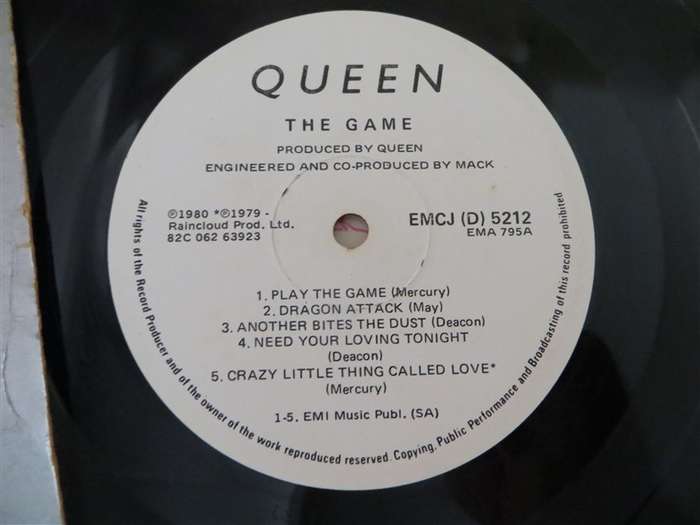 QUEEN
THE GAME
PRODUCED BY QUEEN
ENGINEERED AND CO-PRODUCED BY MACK
℗1980 *℗1979 -
Raincloud Prod. Ltd.
82C 062 63923
EMCJ (D) 5212
EMA 795A
1. PLAY THE GAME (Mercury)
2. DRAGON ATTACK (May)
3. ANOTHER BITES THE DUST (Deacon)
4. NEED YOUR LOVING TONIGHT
(Deacon)
5. CRAZY LITTLE THING CALLED LOVE*
(Mercury)
1-5. EMI Music Publ. (SA)
All rights of the Record Producer and of the owner of the work reproduced reserved. Copying, Public Performance and Broadcasting of this record prohibited